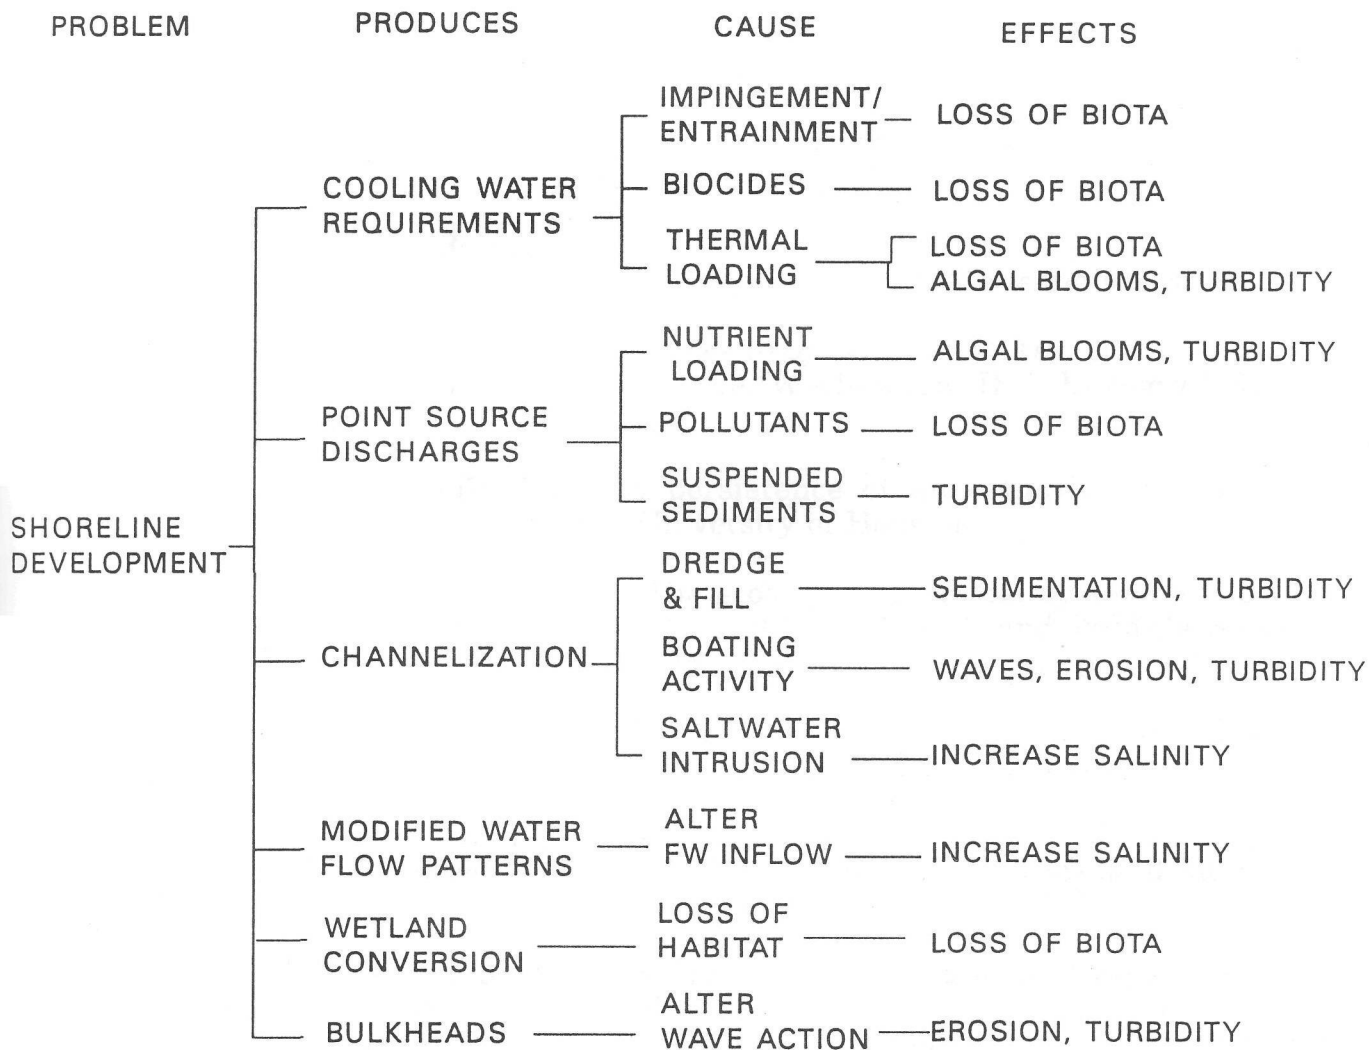 PROBLEM PRODUCES CAUSE EFFECTS
SHORELINE
DEVELOPMENT
COOLING WATER
REQUIREMENTS
IMPINGEMENT/
ENTRAINMENT
LOSS OF BIOTA
BIOCIDES
LOSS OF BIOTA
THERMAL
LOADING
LOSS OF BIOTA
ALGAL BLOOMS, TURBIDITY
POINT SOURCE
DISCHARGES
NUTRIENT
LOADING
ALGAL BLOOMS, TURBIDITY
POLLUTANTS
LOSS OF BIOTA
SUSPENDED
SEDIMENTS
TURBIDITY
CHANNELIZATION
DREDGE
& FILL
SEDIMENTATION, TURBIDITY
BOATING
ACTIVITY
WAVES, EROSION, TURBIDITY
SALTWATER
INTRUSION
INCREASE SALINITY
MODIFIED WATER
FLOW PATTERNS
ALTER
FW INFLOW
INCREASE SALINITY
WETLAND
CONVERSION
LOSS OF
HABITAT
LOSS OF BIOTA
BULKHEADS
ALTER
WAVE ACTION
EROSION, TURBIDITY